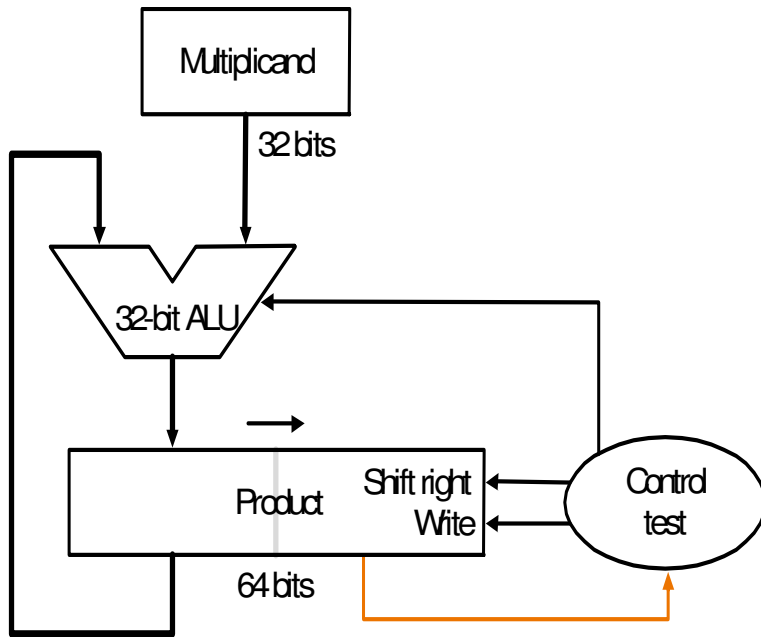 Multiplicand
32 bits
32-bit ALU
Shift right
Product
Write
Control
test
64 bits